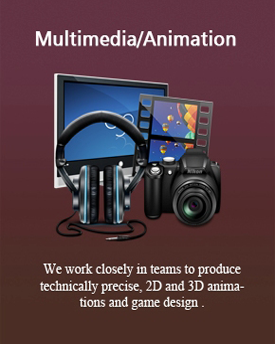 Multimedia/Animation
Nikon
We work closely in teams to produce
technically precise, 2D and 3D anima-
tions and game design .